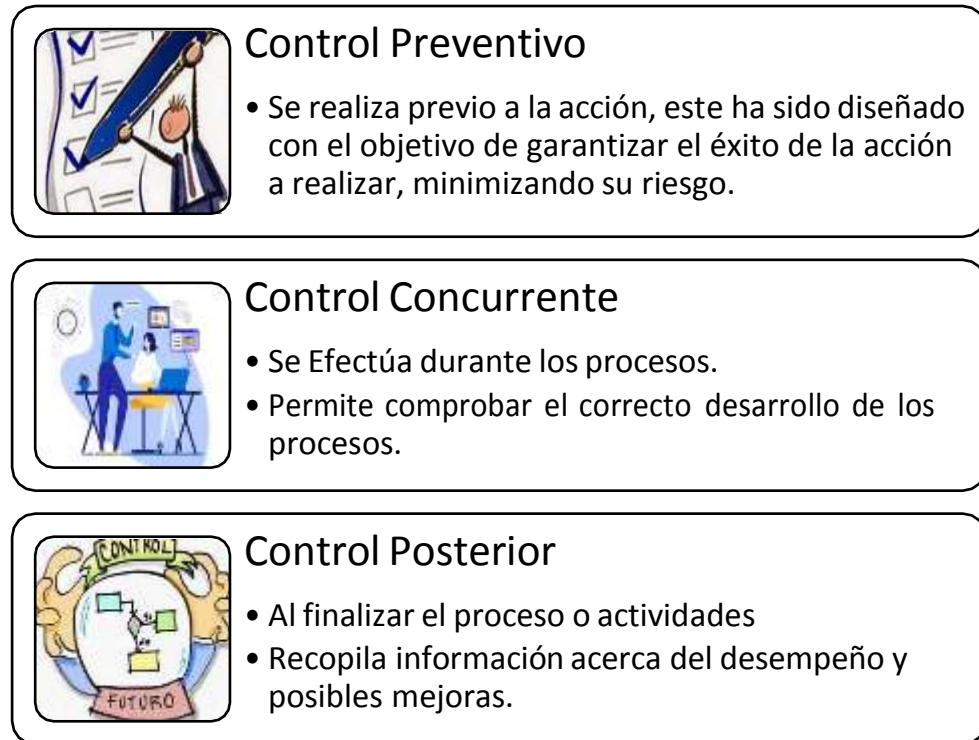 Control Preventivo
• Se realiza previo a la acción, este ha sido diseñado
con el objetivo de garantizar el éxito de la acción
a realizar, minimizando su riesgo.
Control Concurrente
• Se Efectúa durante los procesos.
• Permite comprobar el correcto desarrollo de los
procesos.
CONTROL
FUTURO
Control Posterior
• Al finalizar el proceso o actividades
• Recopila información acerca del desempeño y
posibles mejoras.